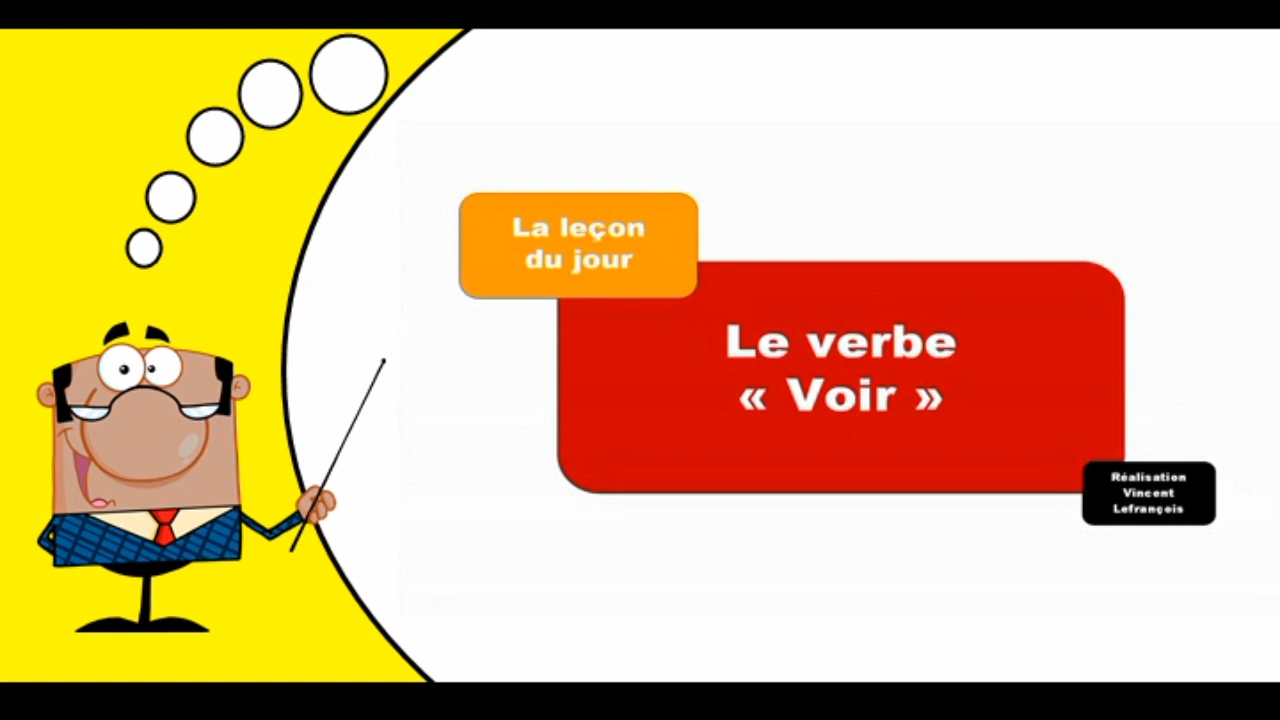 La leçon
du jour
Le verbe
« Voir »
Réalisation
Vincent
Lefrançois